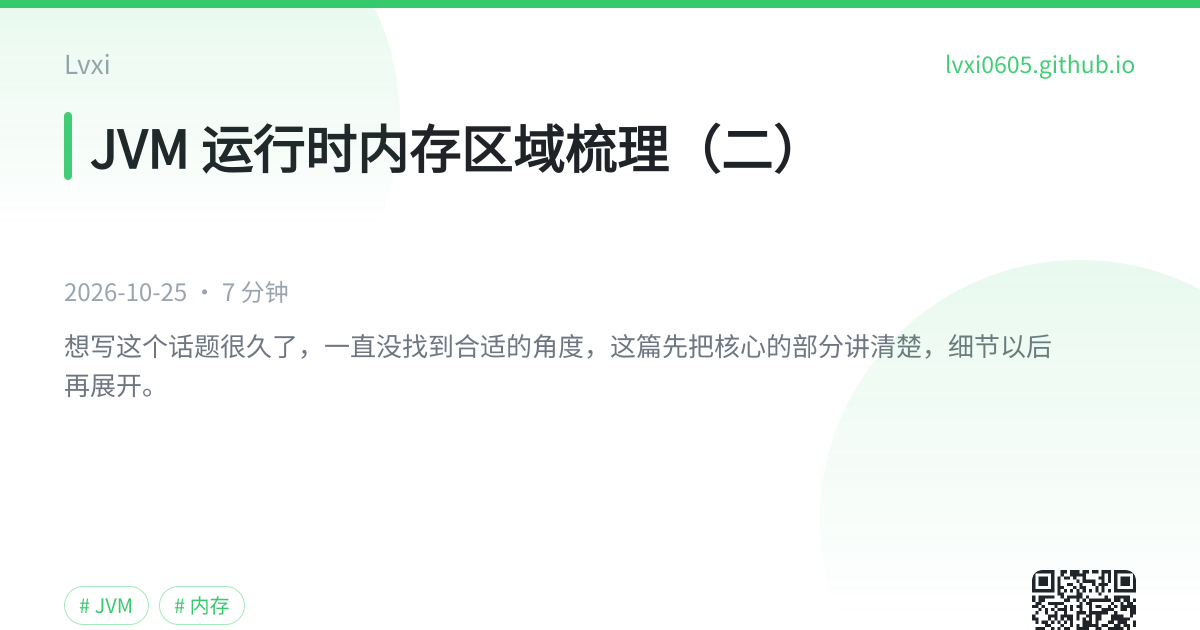 Lvxi
lvxi0605.github.io
JVM 运行时内存区域梳理（二）
2026-10-25 · 7 分钟
想写这个话题很久了，一直没找到合适的角度，这篇先把核心的部分讲清楚，细节以后
再展开。
# JVM
# 内存